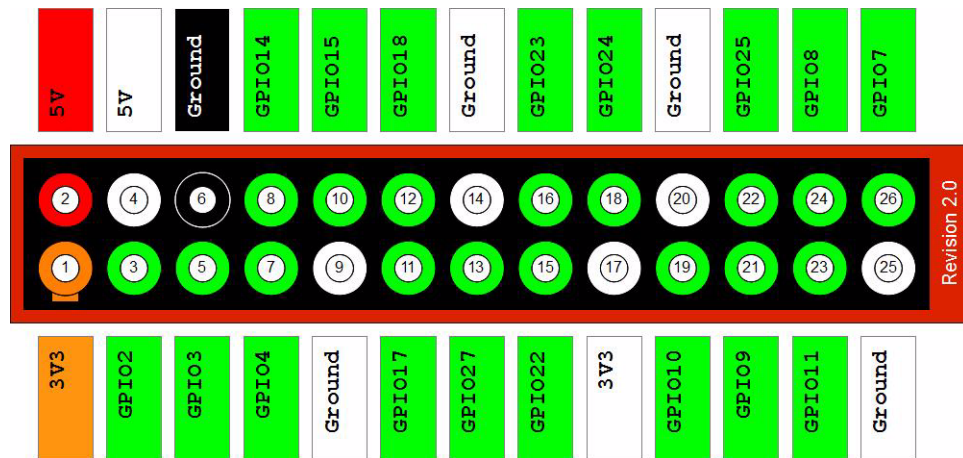 5V 5V Ground GPIO14 GPIO15 GPIO18 Ground GPIO23 GPIO24 Ground GPIO25 GPIO8 GPIO7
2 4 6 8 10 12 14 16 18 20 22 24 26
1 3 5 7 9 11 13 15 17 19 21 23 25
Revision 2.0
3V3 GPIO2 GPIO3 GPIO4 Ground GPIO17 GPIO27 GPIO22 3V3 GPIO10 GPIO9 GPIO11 Ground